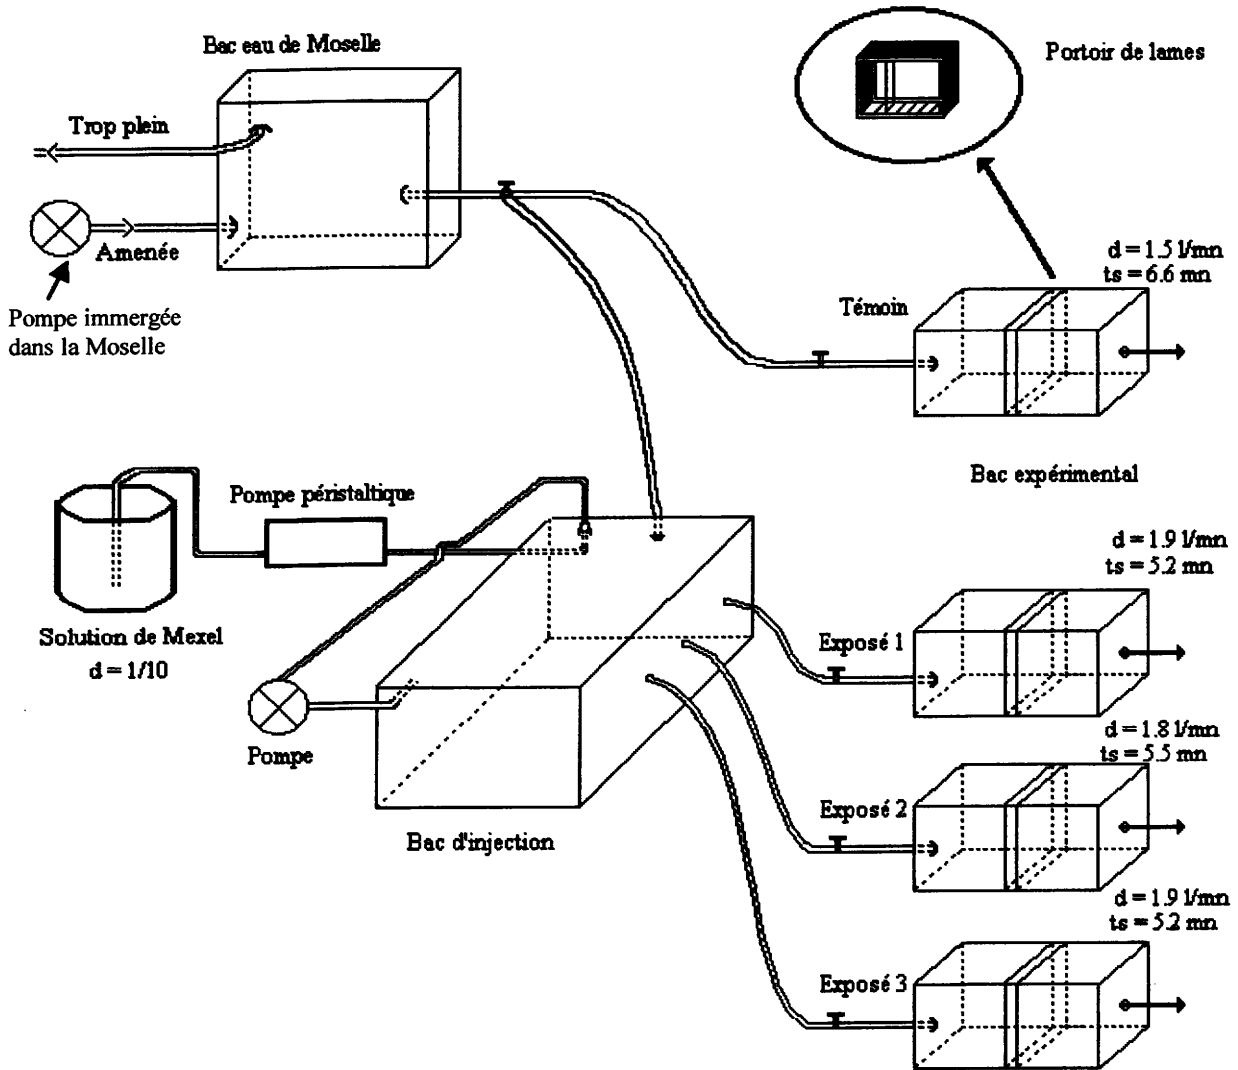 Bac eau de Moselle
Portoir de lames
Trop plein
Amenée
Pompe immergée
dans la Moselle
d = 1.5 l/mn
ts = 6.6 mn
Témoin
Bac expérimental
Pompe péristaltique
Solution de Mexel
d = 1/10
Pompe
Bac d'injection
d = 1.9 l/mn
ts = 5.2 mn
Exposé 1
d = 1.8 l/mn
ts = 5.5 mn
Exposé 2
d = 1.9 l/mn
ts = 5.2 mn
Exposé 3